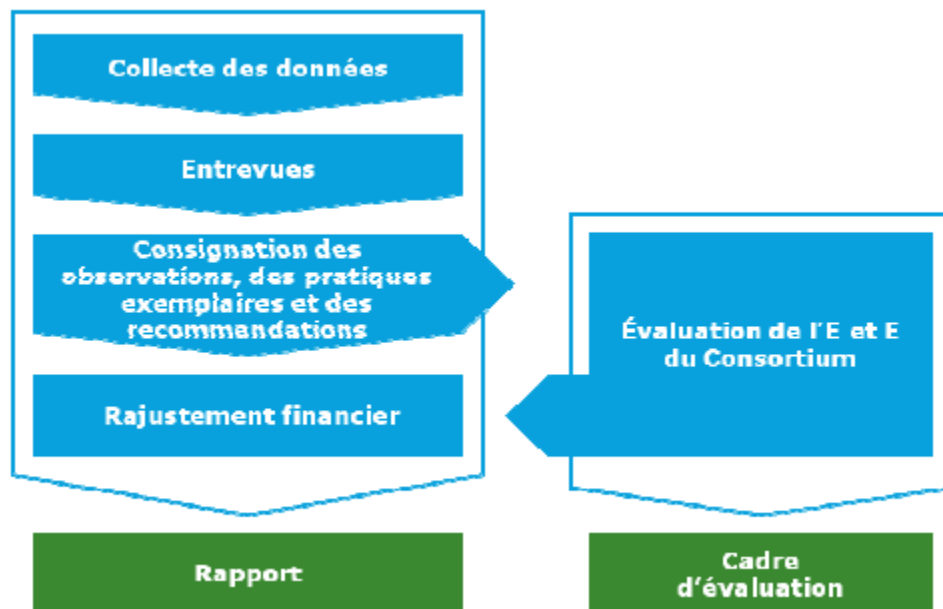 Collecte des données
Entrevues
Consignation des
observations, des pratiques
exemplaires et des
recommandations
Rajustement financier
Rapport
Évaluation de l'E et E
du Consortium
Cadre
d'évaluation